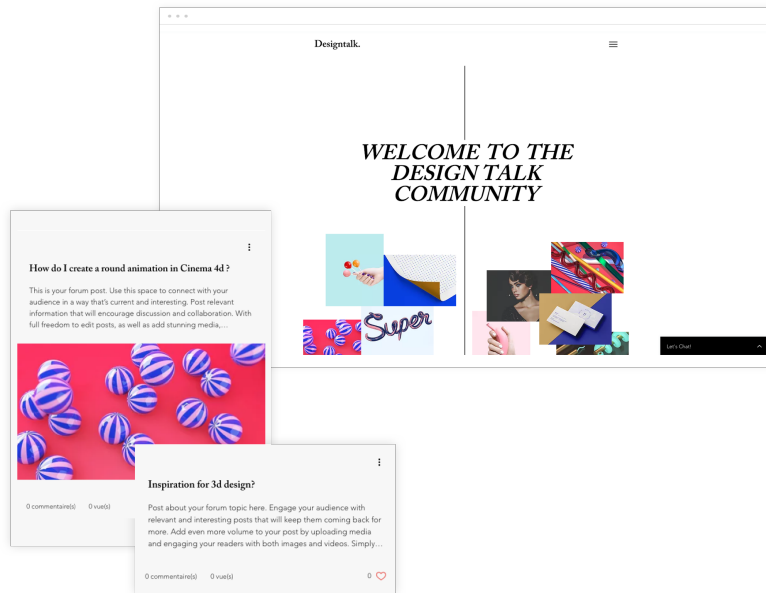 Designtalk.
WELCOME TO THE
DESIGN TALK
COMMUNITY
Super
Let's Chat!
How do I create a round animation in Cinema 4d ?
This is your forum post. Use this space to connect with your
audience in a way that's current and interesting. Post relevant
information that will encourage discussion and collaboration. With
full freedom to edit posts, as well as add stunning media,…
0 commentaire(s) 0 vue(s)
Inspiration for 3d design?
Post about your forum topic here. Engage your audience with
relevant and interesting posts that will keep them coming back for
more. Add even more volume to your post by uploading media
and engaging your readers with both images and videos. Simply…
0 commentaire(s) 0 vue(s) 0